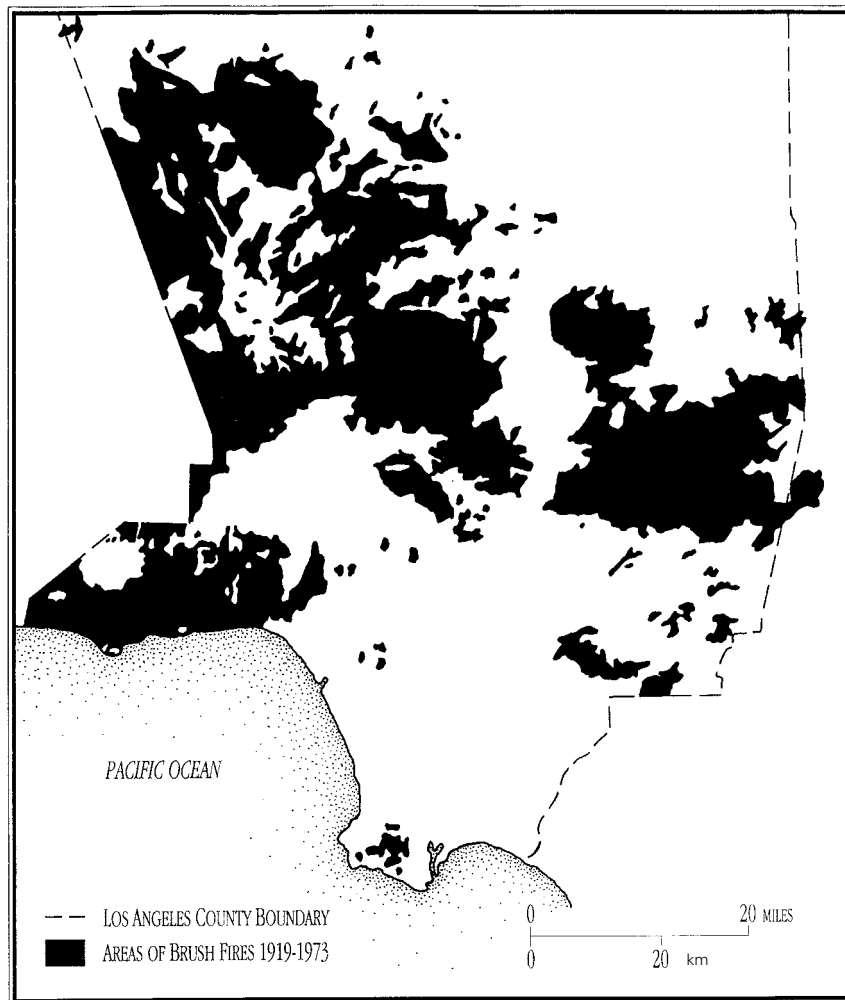 PACIFIC OCEAN
LOS ANGELES COUNTY BOUNDARY
AREAS OF BRUSH FIRES 1919-1973
0 20 MILES
0 20 km